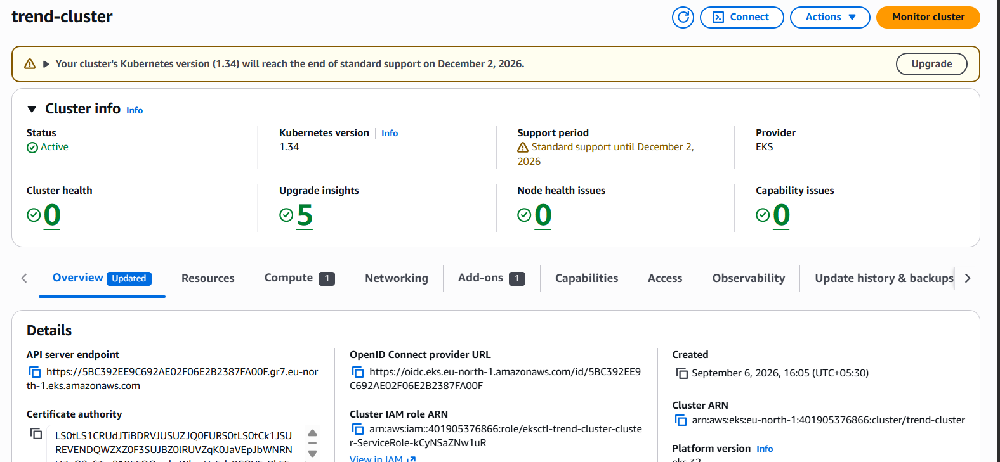 trend-cluster
Connect
Actions
Monitor cluster
Your cluster's Kubernetes version (1.34) will reach the end of standard support on December 2, 2026.
Upgrade
Cluster info Info
Status
Active
Kubernetes version Info
1.34
Support period
Standard support until December 2,
2026
Provider
EKS
Cluster health
0
Upgrade insights
5
Node health issues
0
Capability issues
0
Overview Updated
Resources
Compute 1
Networking
Add-ons 1
Capabilities
Access
Observability
Update history & backups
Details
API server endpoint
https://5BC392EE9C692AE02F06E2B2387FA00F.gr7.eu-nor
th-1.eks.amazonaws.com
Certificate authority
LS0tLS1CRUdJTiBDRVJUSUZJQ0FURS0tLS0tCk1JSU
REVENDQWZXZ0F3SUJBZ0lRUVZqK0JaVEpJbWNRN
OpenID Connect provider URL
https://oidc.eks.eu-north-1.amazonaws.com/id/5BC392EE9
C692AE02F06E2B2387FA00F
Cluster IAM role ARN
arn:aws:iam::401905376866:role/eksctl-trend-cluster-cluste
r-ServiceRole-kCyNSaZNw1uR
View in IAM
Created
September 6, 2026, 16:05 (UTC+05:30)
Cluster ARN
arn:aws:eks:eu-north-1:401905376866:cluster/trend-cluster
Platform version Info
eks.32